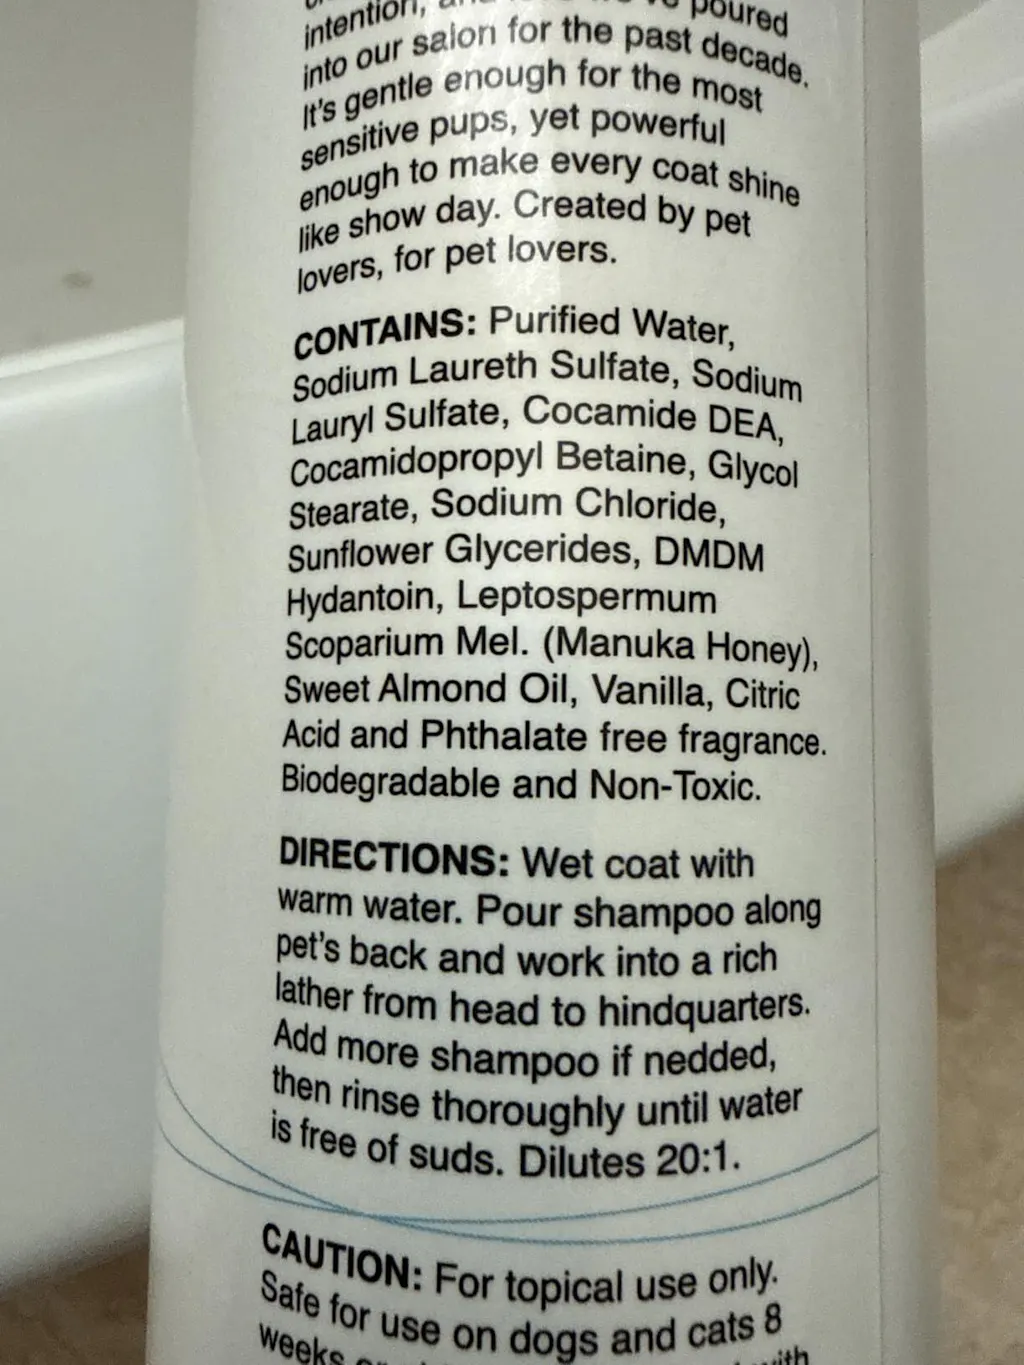 intention, poured
into our salon for the past decade.
It's gentle enough for the most
sensitive pups, yet powerful
enough to make every coat shine
like show day. Created by pet
lovers, for pet lovers.
CONTAINS: Purified Water,
Sodium Laureth Sulfate, Sodium
Lauryl Sulfate, Cocamide DEA,
Cocamidopropyl Betaine, Glycol
Stearate, Sodium Chloride,
Sunflower Glycerides, DMDM
Hydantoin, Leptospermum
Scoparium Mel. (Manuka Honey),
Sweet Almond Oil, Vanilla, Citric
Acid and Phthalate free fragrance.
Biodegradable and Non-Toxic.
DIRECTIONS: Wet coat with
warm water. Pour shampoo along
pet's back and work into a rich
lather from head to hindquarters.
Add more shampoo if nedded,
then rinse thoroughly until water
is free of suds. Dilutes 20:1.
CAUTION: For topical use only.
Safe for use on dogs and cats 8
weeks with